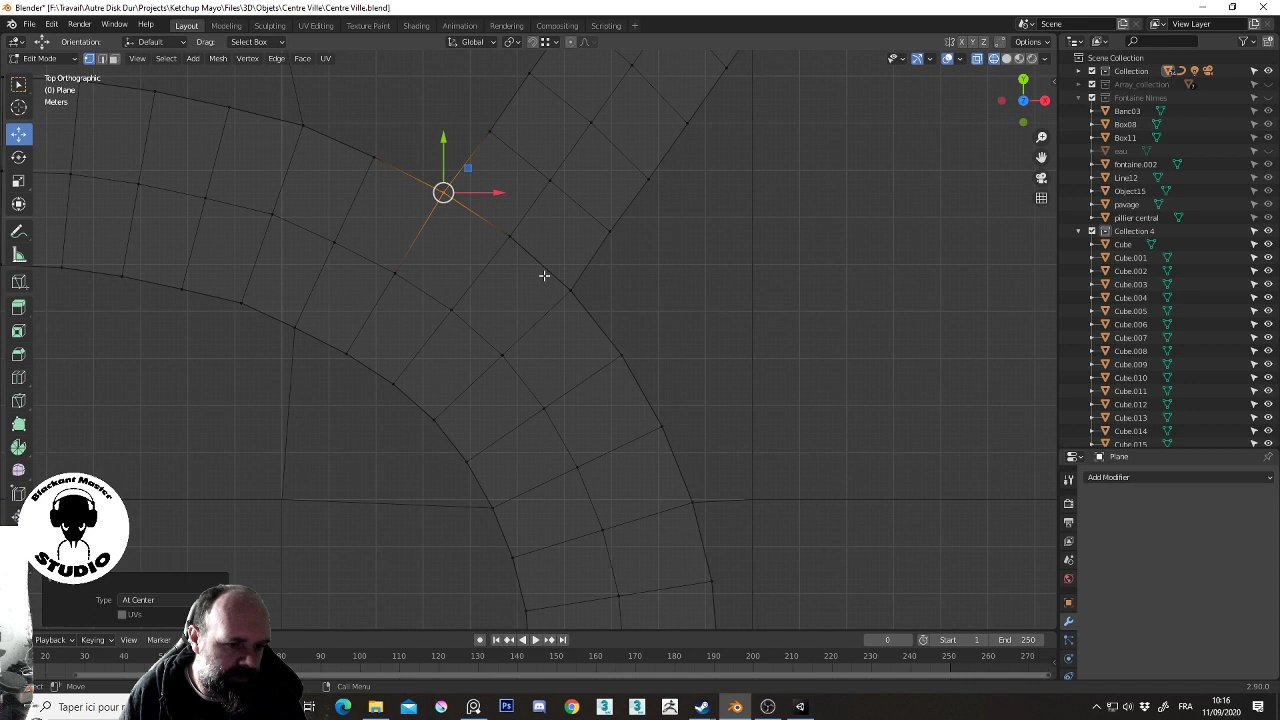 Blender* [F:\Travail\Autre Disk Dur\Projects\Ketchup Mayo\Files\3D\Objets\Centre Ville\Centre Ville.blend]
File Edit Render Window Help Layout Modeling Sculpting UV Editing Texture Paint Shading Animation Rendering Compositing Scripting + Scene View Layer
Orientation: Default Drag: Select Box Global X Y Z Options
Edit Mode View Select Add Mesh Vertex Edge Face UV
Top Orthographic
(0) Plane
Meters
Y
Z
X
Scene Collection
Collection
Array_collection
Fontaine NImes
Banc03
Box08
Box11
eau
fontaine.002
Line12
Object15
pavage
pillier central
Collection 4
Cube
Cube.001
Cube.002
Cube.003
Cube.004
Cube.005
Cube.006
Cube.007
Cube.008
Cube.009
Cube.010
Cube.011
Cube.012
Cube.013
Cube.014
Cube.015
Plane
Add Modifier
Blackant Master
STUDIO
Type At Center
UVs
Playback Keying View Marker 0 Start 1 End 250
20 30 40 50 60 70 80 90 100 110 120 130 140 150 160 170 180 190 200 210 220 230 240 250 260 270
Move Call Menu 2.90.0
Taper ici pour FRA 10:16
11/09/2020